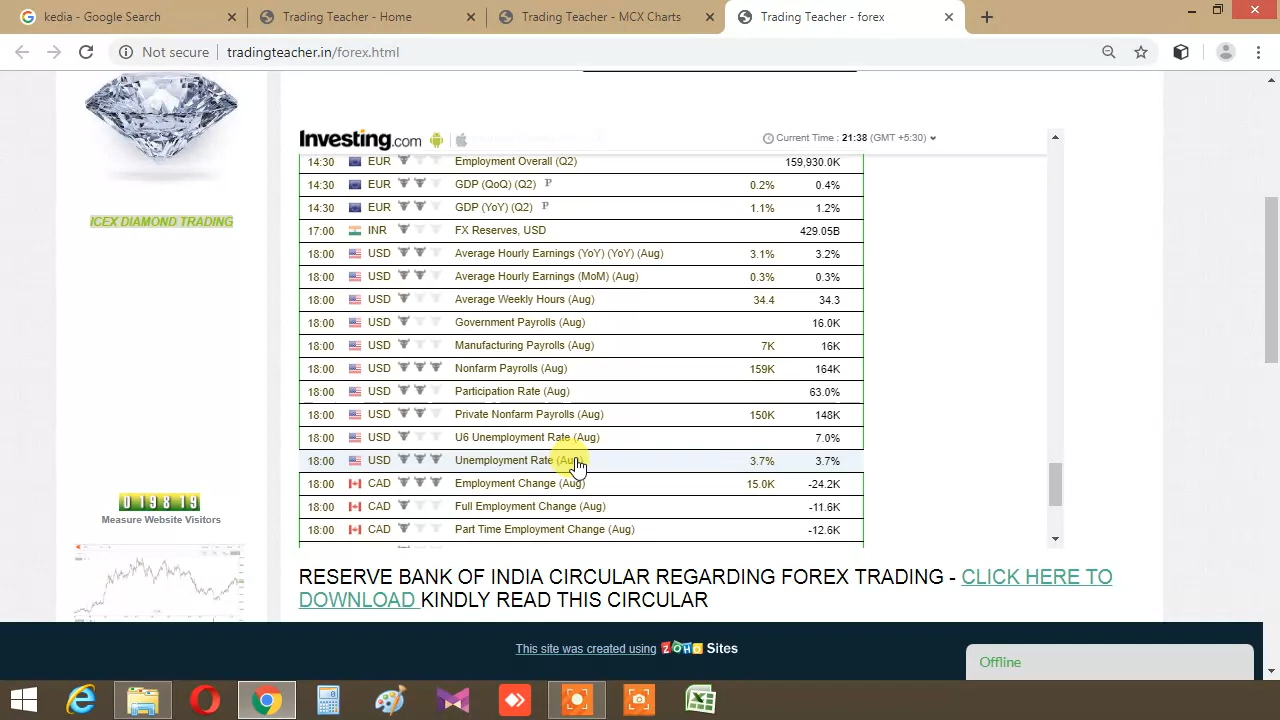 kedia - Google Search
Trading Teacher - Home
Trading Teacher - MCX Charts
Trading Teacher - forex
Not secure
tradingteacher.in/forex.html
Investing.com
Current Time : 21:38 (GMT +5:30)
14:30 EUR Employment Overall (Q2) 159,930.0K
14:30 EUR GDP (QoQ) (Q2) P 0.2% 0.4%
14:30 EUR GDP (YoY) (Q2) P 1.1% 1.2%
17:00 INR FX Reserves, USD 429.05B
18:00 USD Average Hourly Earnings (YoY) (YoY) (Aug) 3.1% 3.2%
18:00 USD Average Hourly Earnings (MoM) (Aug) 0.3% 0.3%
18:00 USD Average Weekly Hours (Aug) 34.4 34.3
18:00 USD Government Payrolls (Aug) 16.0K
18:00 USD Manufacturing Payrolls (Aug) 7K 16K
18:00 USD Nonfarm Payrolls (Aug) 159K 164K
18:00 USD Participation Rate (Aug) 63.0%
18:00 USD Private Nonfarm Payrolls (Aug) 150K 148K
18:00 USD U6 Unemployment Rate (Aug) 7.0%
18:00 USD Unemployment Rate (Aug) 3.7% 3.7%
18:00 CAD Employment Change (Aug) 15.0K -24.2K
18:00 CAD Full Employment Change (Aug) -11.6K
18:00 CAD Part Time Employment Change (Aug) -12.6K
ICEX DIAMOND TRADING
0 1 9 8 1 9
Measure Website Visitors
RESERVE BANK OF INDIA CIRCULAR REGARDING FOREX TRADING - CLICK HERE TO
DOWNLOAD KINDLY READ THIS CIRCULAR
This site was created using ZOHO Sites
Offline